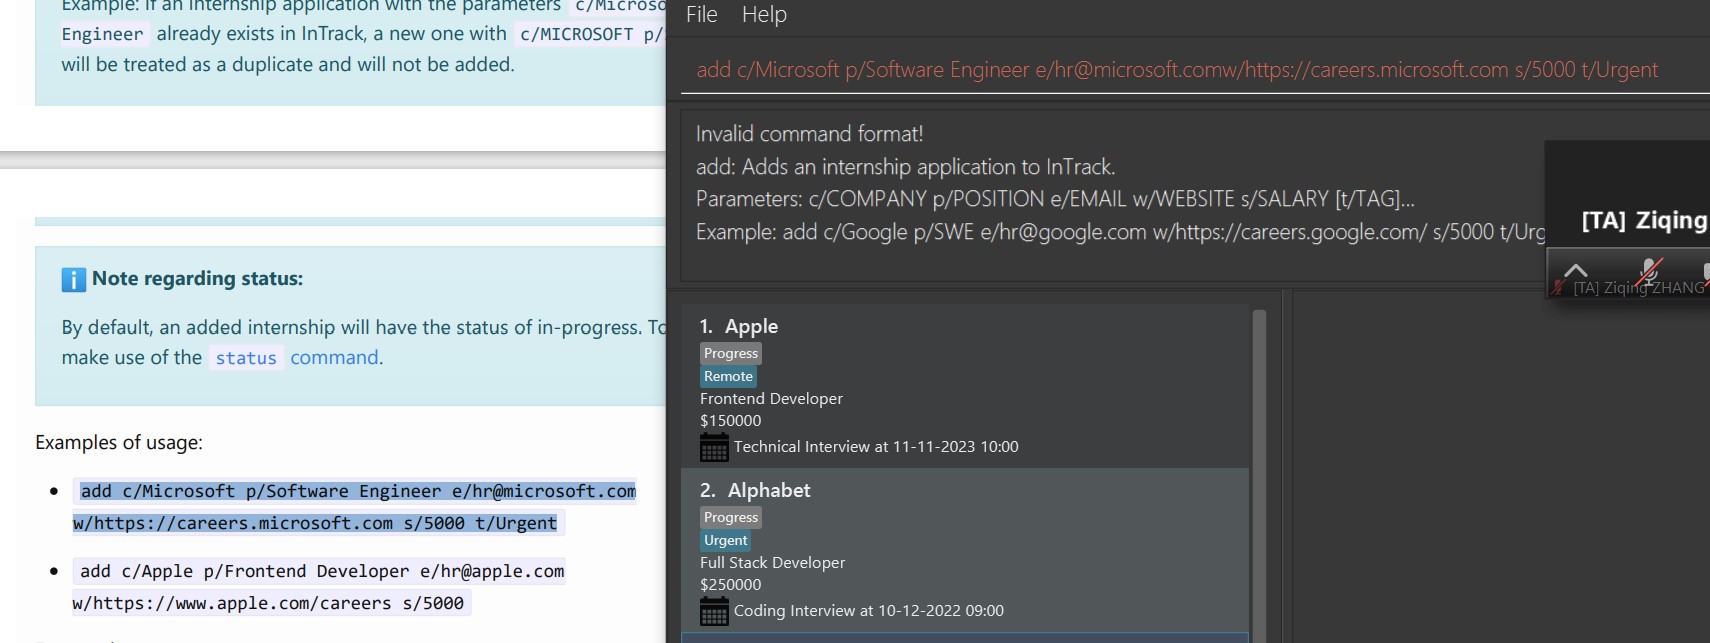 Example: If an internship application with the parameters c/Microso
Engineer already exists in InTrack, a new one with c/MICROSOFT p/
will be treated as a duplicate and will not be added.
Note regarding status:
By default, an added internship will have the status of in-progress. To
make use of the status command.
Examples of usage:
• add c/Microsoft p/Software Engineer e/hr@microsoft.com
w/https://careers.microsoft.com s/5000 t/Urgent
• add c/Apple p/Frontend Developer e/hr@apple.com
w/https://www.apple.com/careers s/5000
File Help
add c/Microsoft p/Software Engineer e/hr@microsoft.comw/https://careers.microsoft.com s/5000 t/Urgent
Invalid command format!
add: Adds an internship application to InTrack.
Parameters: c/COMPANY p/POSITION e/EMAIL w/WEBSITE s/SALARY [t/TAG]...
Example: add c/Google p/SWE e/hr@google.com w/https://careers.google.com/ s/5000 t/Urg
[TA] Ziqing
[TA] Ziqing ZHANG
1. Apple
Progress
Remote
Frontend Developer
$150000
Technical Interview at 11-11-2023 10:00
2. Alphabet
Progress
Urgent
Full Stack Developer
$250000
Coding Interview at 10-12-2022 09:00